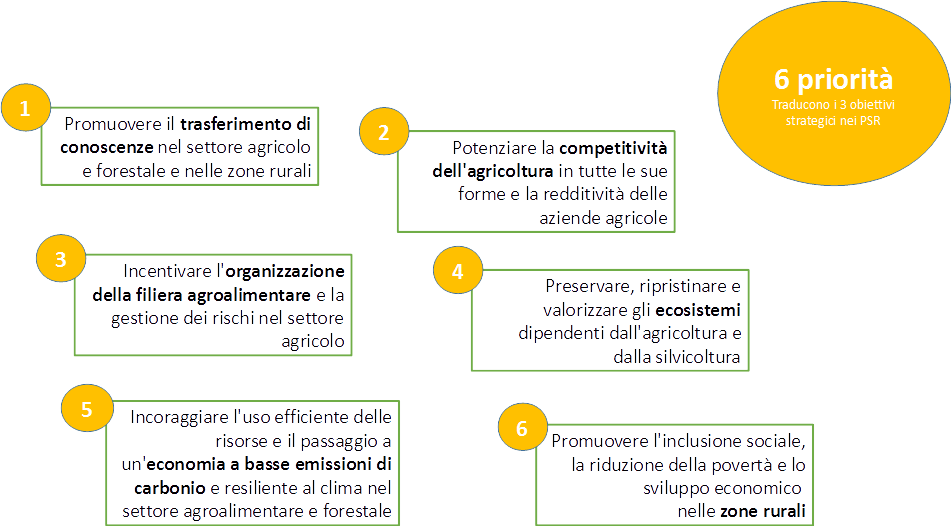 6 priorità
Traducono i 3 obiettivi
strategici nei PSR
1
Promuovere il trasferimento di
conoscenze nel settore agricolo
e forestale e nelle zone rurali
2
Potenziare la competitività
dell'agricoltura in tutte le sue
forme e la redditività delle
aziende agricole
3
Incentivare l'organizzazione
della filiera agroalimentare e la
gestione dei rischi nel settore
agricolo
4
Preservare, ripristinare e
valorizzare gli ecosistemi
dipendenti dall'agricoltura e
dalla silvicoltura
5
Incoraggiare l'uso efficiente delle
risorse e il passaggio a
un'economia a basse emissioni di
carbonio e resiliente al clima nel
settore agroalimentare e forestale
6
Promuovere l'inclusione sociale,
la riduzione della povertà e lo
sviluppo economico
nelle zone rurali